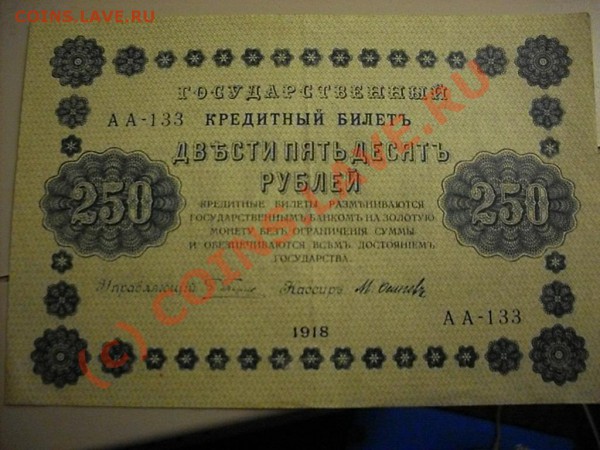 COINS.LAVE.RU
ГОСУДАРСТВЕННЫЙ
АА-133 КРЕДИТНЫЙ БИЛЕТЪ
ДВѢСТИ ПЯТЬДЕСЯТЪ
РУБЛЕЙ
250
250
КРЕДИТНЫЕ БИЛЕТЫ РАЗМѢНИВАЮТСЯ
ГОСУДАРСТВЕННЫМЪ БАНКОМЪ НА ЗОЛОТУЮ
МОНЕТУ БЕЗЪ ОГРАНИЧЕНІЯ СУММЫ
И ОБЕЗПЕЧИВАЮТСЯ ВСѢМЪ ДОСТОЯНІЕМЪ
ГОСУДАРСТВА.
Управляющій
Кассиръ
1918
АА-133
(c) COINS.LAVE.RU